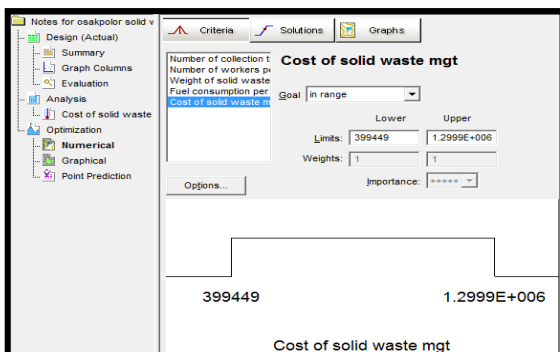 Notes for osakpolor solid v
Design (Actual)
Summary
Graph Columns
Evaluation
Analysis
Cost of solid waste
Optimization
Numerical
Graphical
Point Prediction
Criteria
Solutions
Graphs
Number of collection t
Number of workers p
Weight of solid waste
Fuel consumption per
Cost of solid waste m
Options...
Cost of solid waste mgt
Goal in range
Lower Upper
Limits: 399449 1.2999E+006
Weights: 1 1
Importance: +++++
399449 1.2999E+006
Cost of solid waste mgt